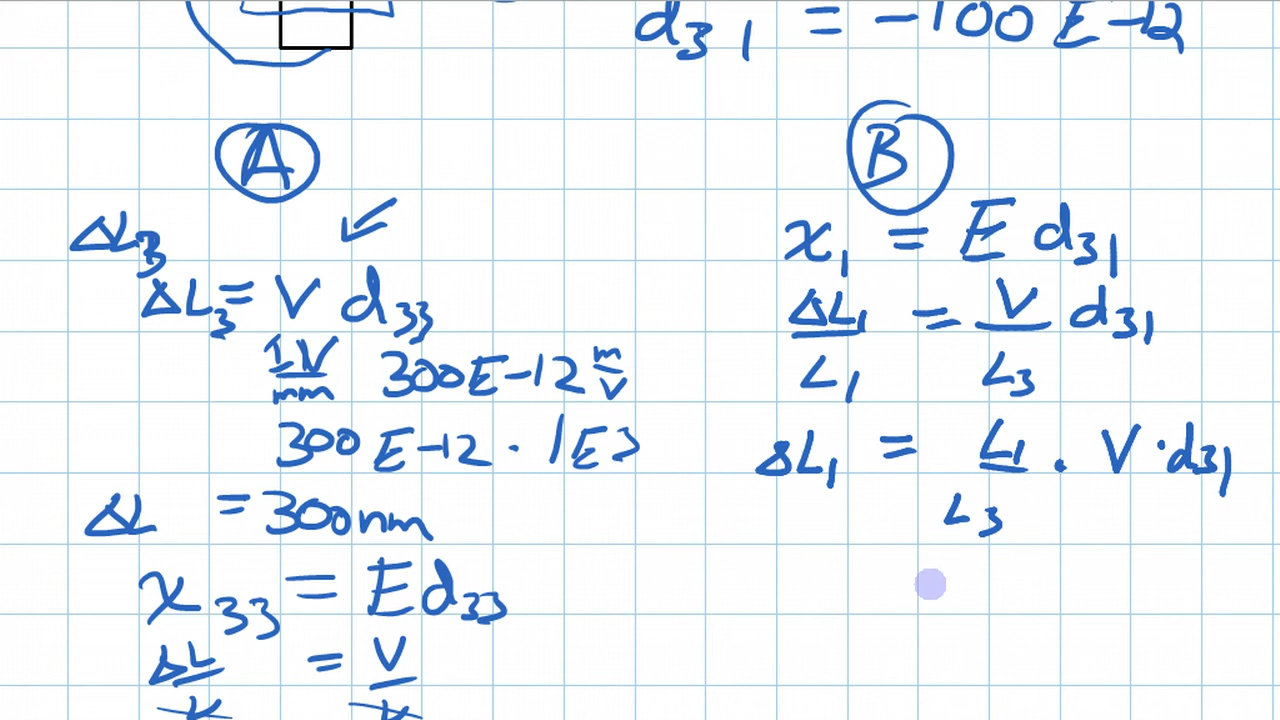 d31 = -100 E-12
A
ΔL3
ΔL3 = V d33
1V/mm 300E-12 m/V
300 E-12 · 1E3
ΔL = 300nm
x33 = E d33
ΔL/L = V/L
B
x1 = E d31
ΔL1/L1 = V/L3 d31
ΔL1 = L1/L3 . V · d31